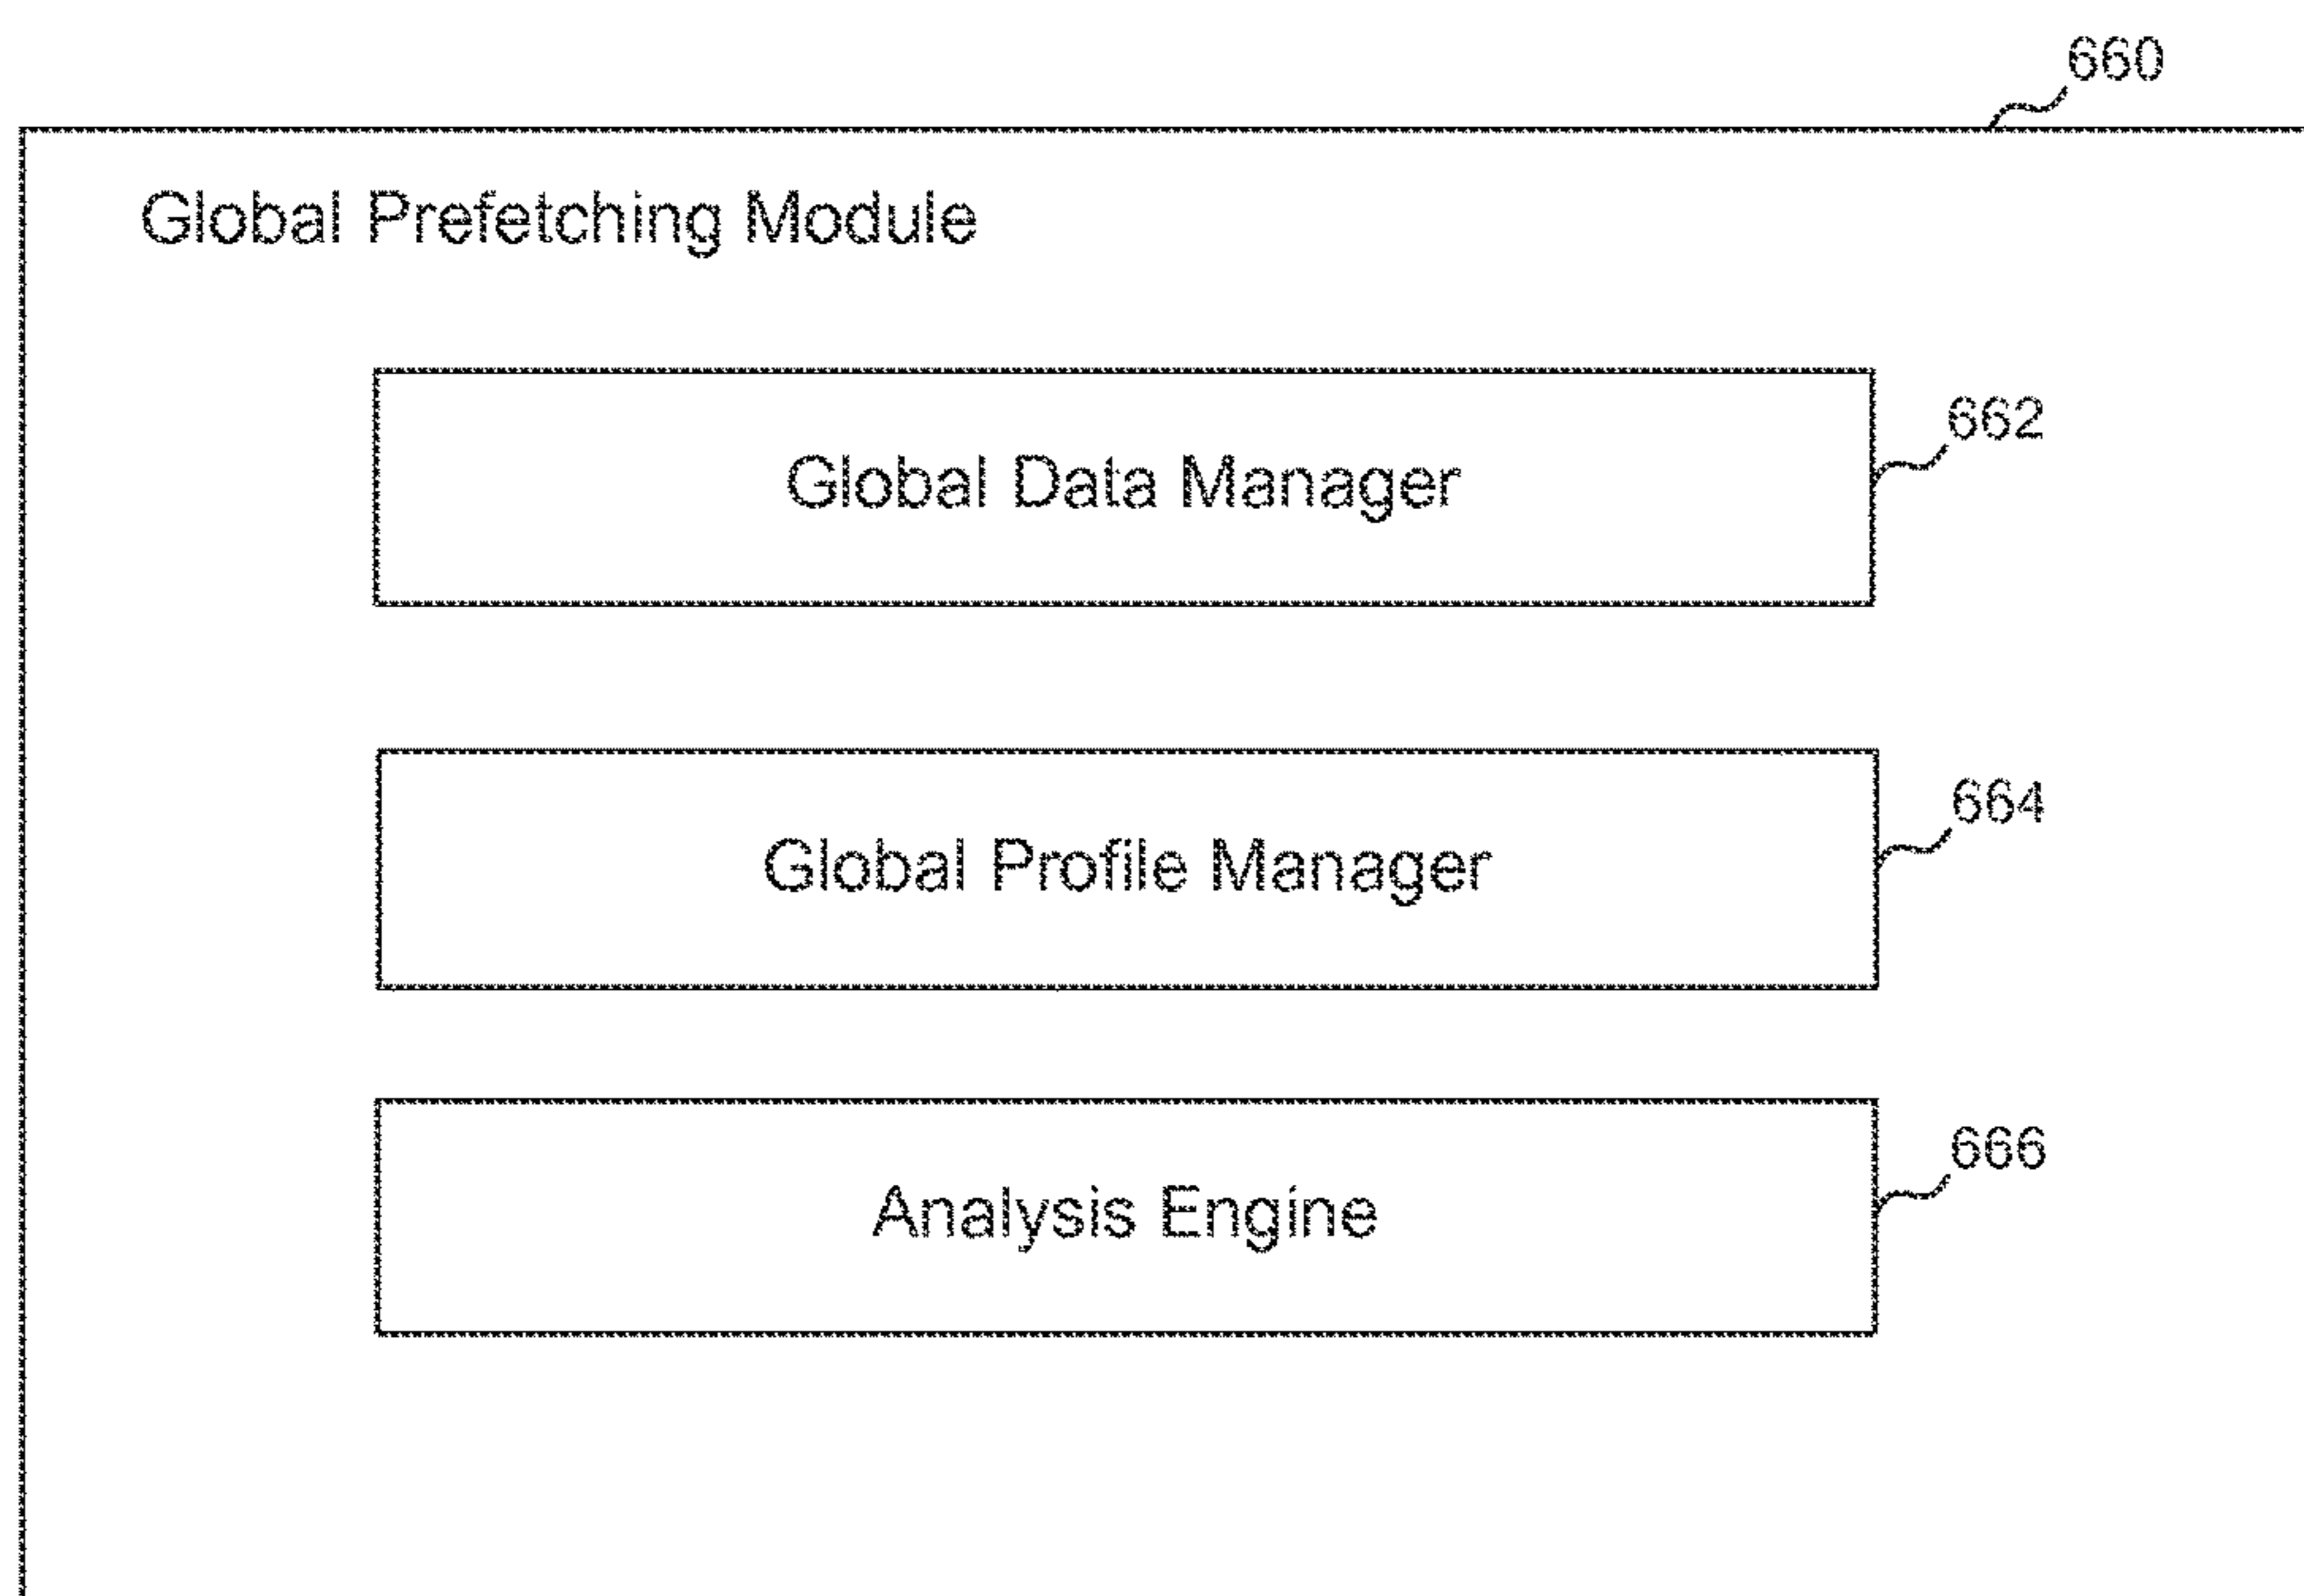 660
Global Prefetching Module
662
Global Data Manager
664
Global Profile Manager
666
Analysis Engine